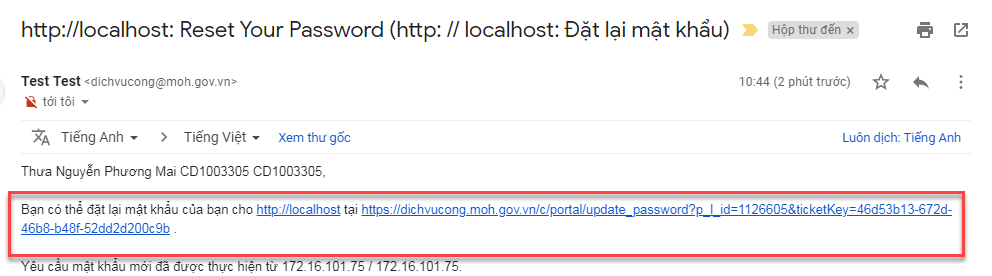 http://localhost: Reset Your Password (http: // localhost: Đặt lại mật khẩu) Hộp thư đến ×
Test Test <dichvucong@moh.gov.vn> 10:44 (2 phút trước)
tới tôi
Tiếng Anh > Tiếng Việt Xem thư gốc Luôn dịch: Tiếng Anh
Thưa Nguyễn Phương Mai CD1003305 CD1003305,
Bạn có thể đặt lại mật khẩu của bạn cho http://localhost tại https://dichvucong.moh.gov.vn/c/portal/update_password?p_l_id=1126605&ticketKey=46d53b13-672d-
46b8-b48f-52dd2d200c9b .
Yêu cầu mật khẩu mới đã được thực hiện từ 172.16.101.75 / 172.16.101.75.